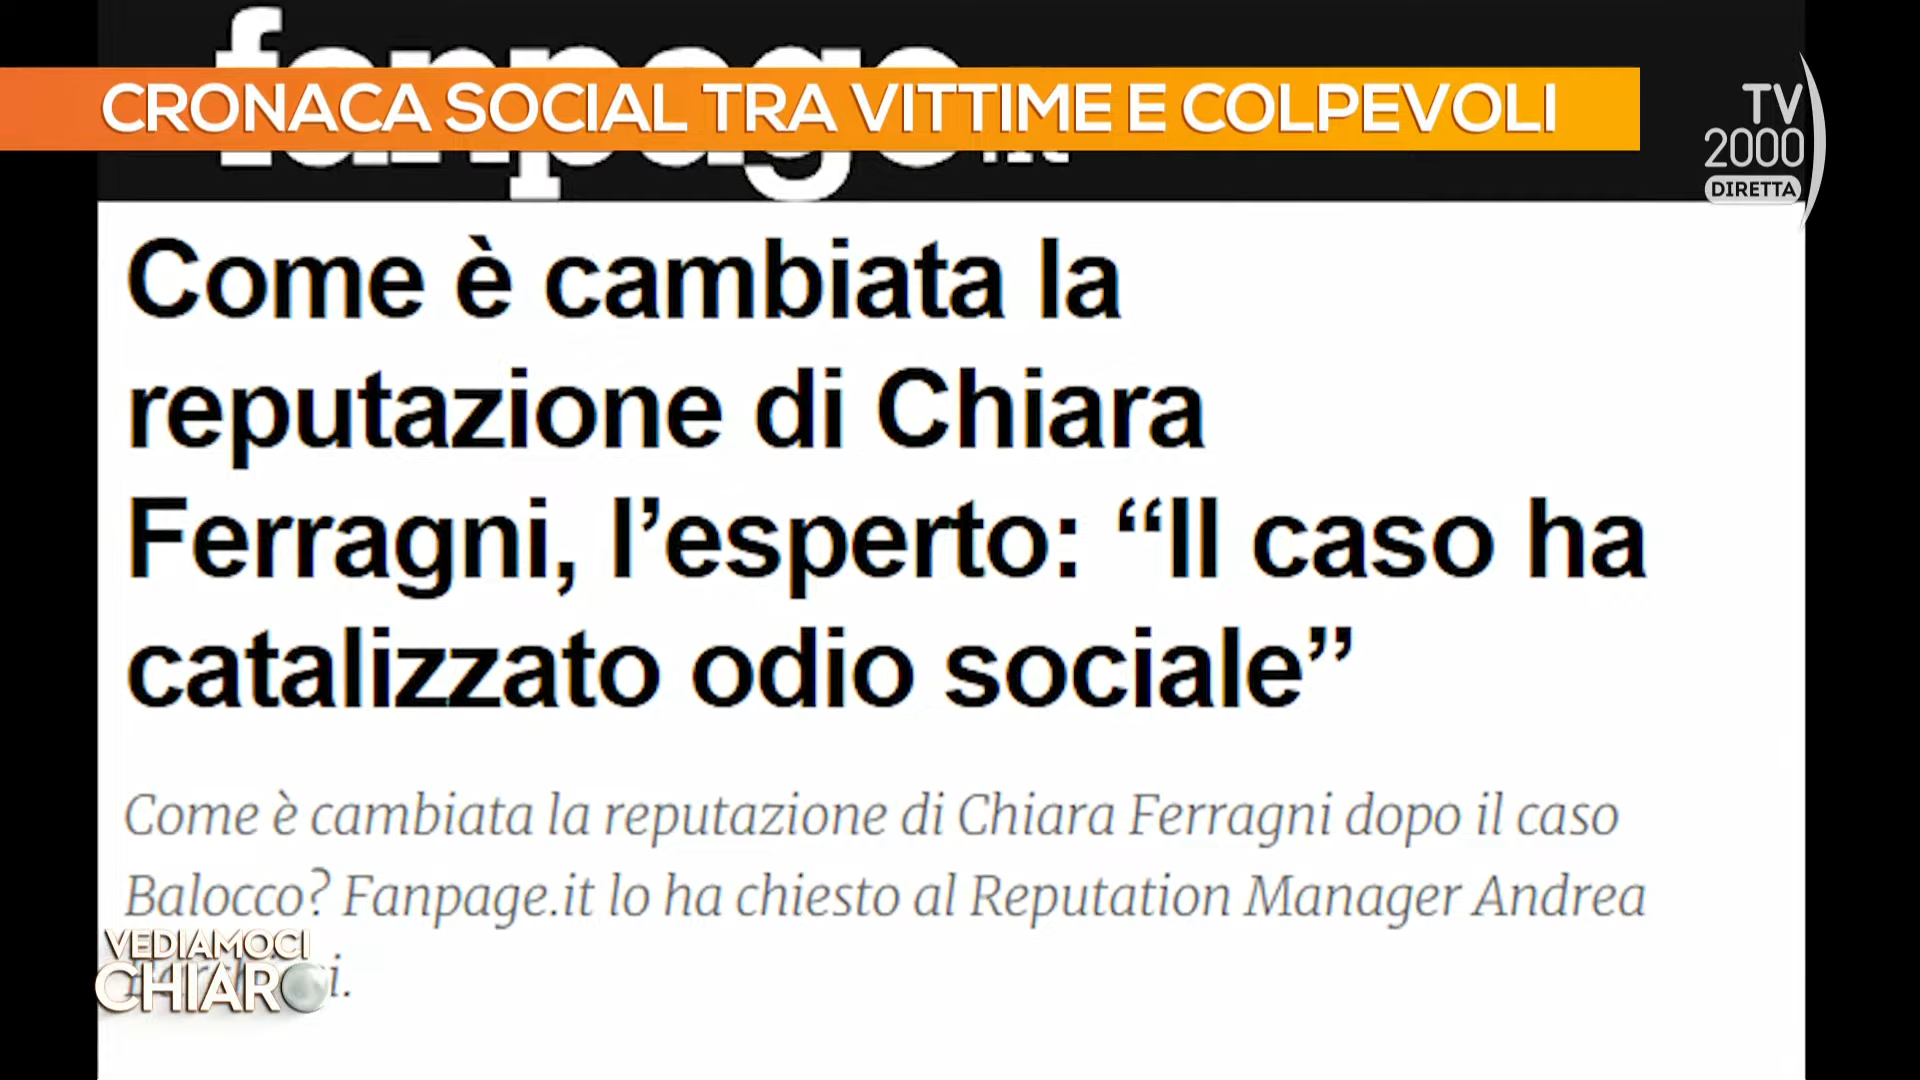 fanpage.it
CRONACA SOCIAL TRA VITTIME E COLPEVOLI
TV
2000
DIRETTA
Come è cambiata la
reputazione di Chiara
Ferragni, l’esperto: “Il caso ha
catalizzato odio sociale”
Come è cambiata la reputazione di Chiara Ferragni dopo il caso
Balocco? Fanpage.it lo ha chiesto al Reputation Manager Andrea
VEDIAMOCI
CHIARO